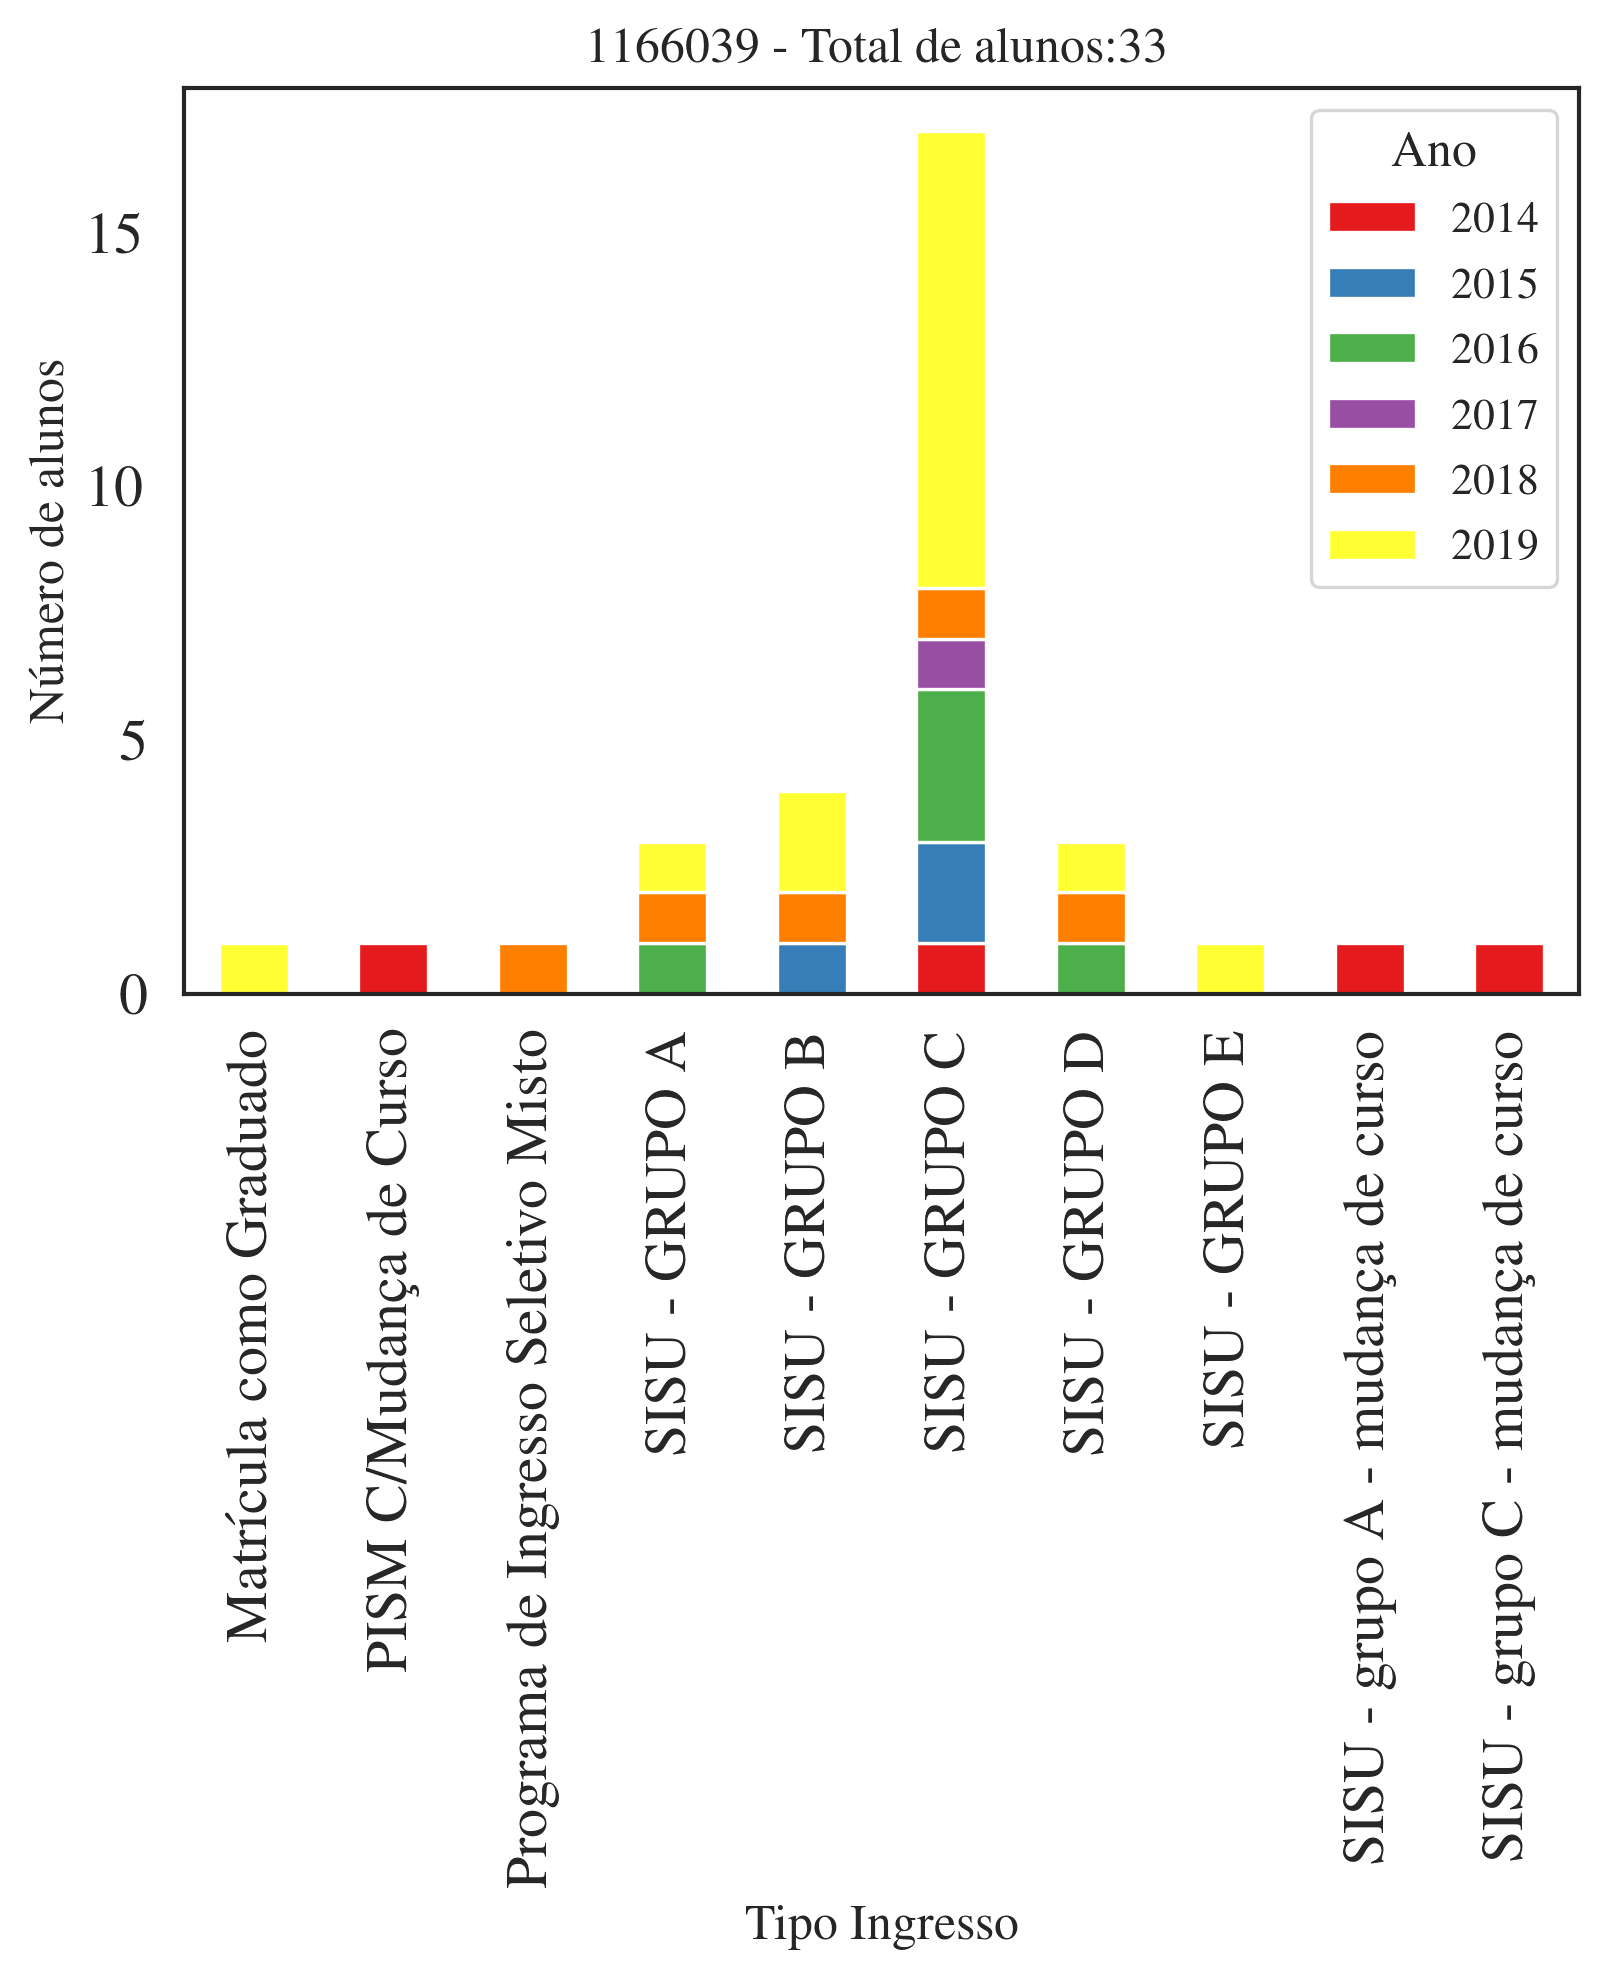 1166039 - Total de alunos:33
Ano
2014
2015
2016
2017
2018
2019
Número de alunos
15
10
5
0
Matrícula como Graduado
PISM C/Mudança de Curso
Programa de Ingresso Seletivo Misto
SISU - GRUPO A
SISU - GRUPO B
SISU - GRUPO C
SISU - GRUPO D
SISU - GRUPO E
SISU - grupo A - mudança de curso
SISU - grupo C - mudança de curso
Tipo Ingresso